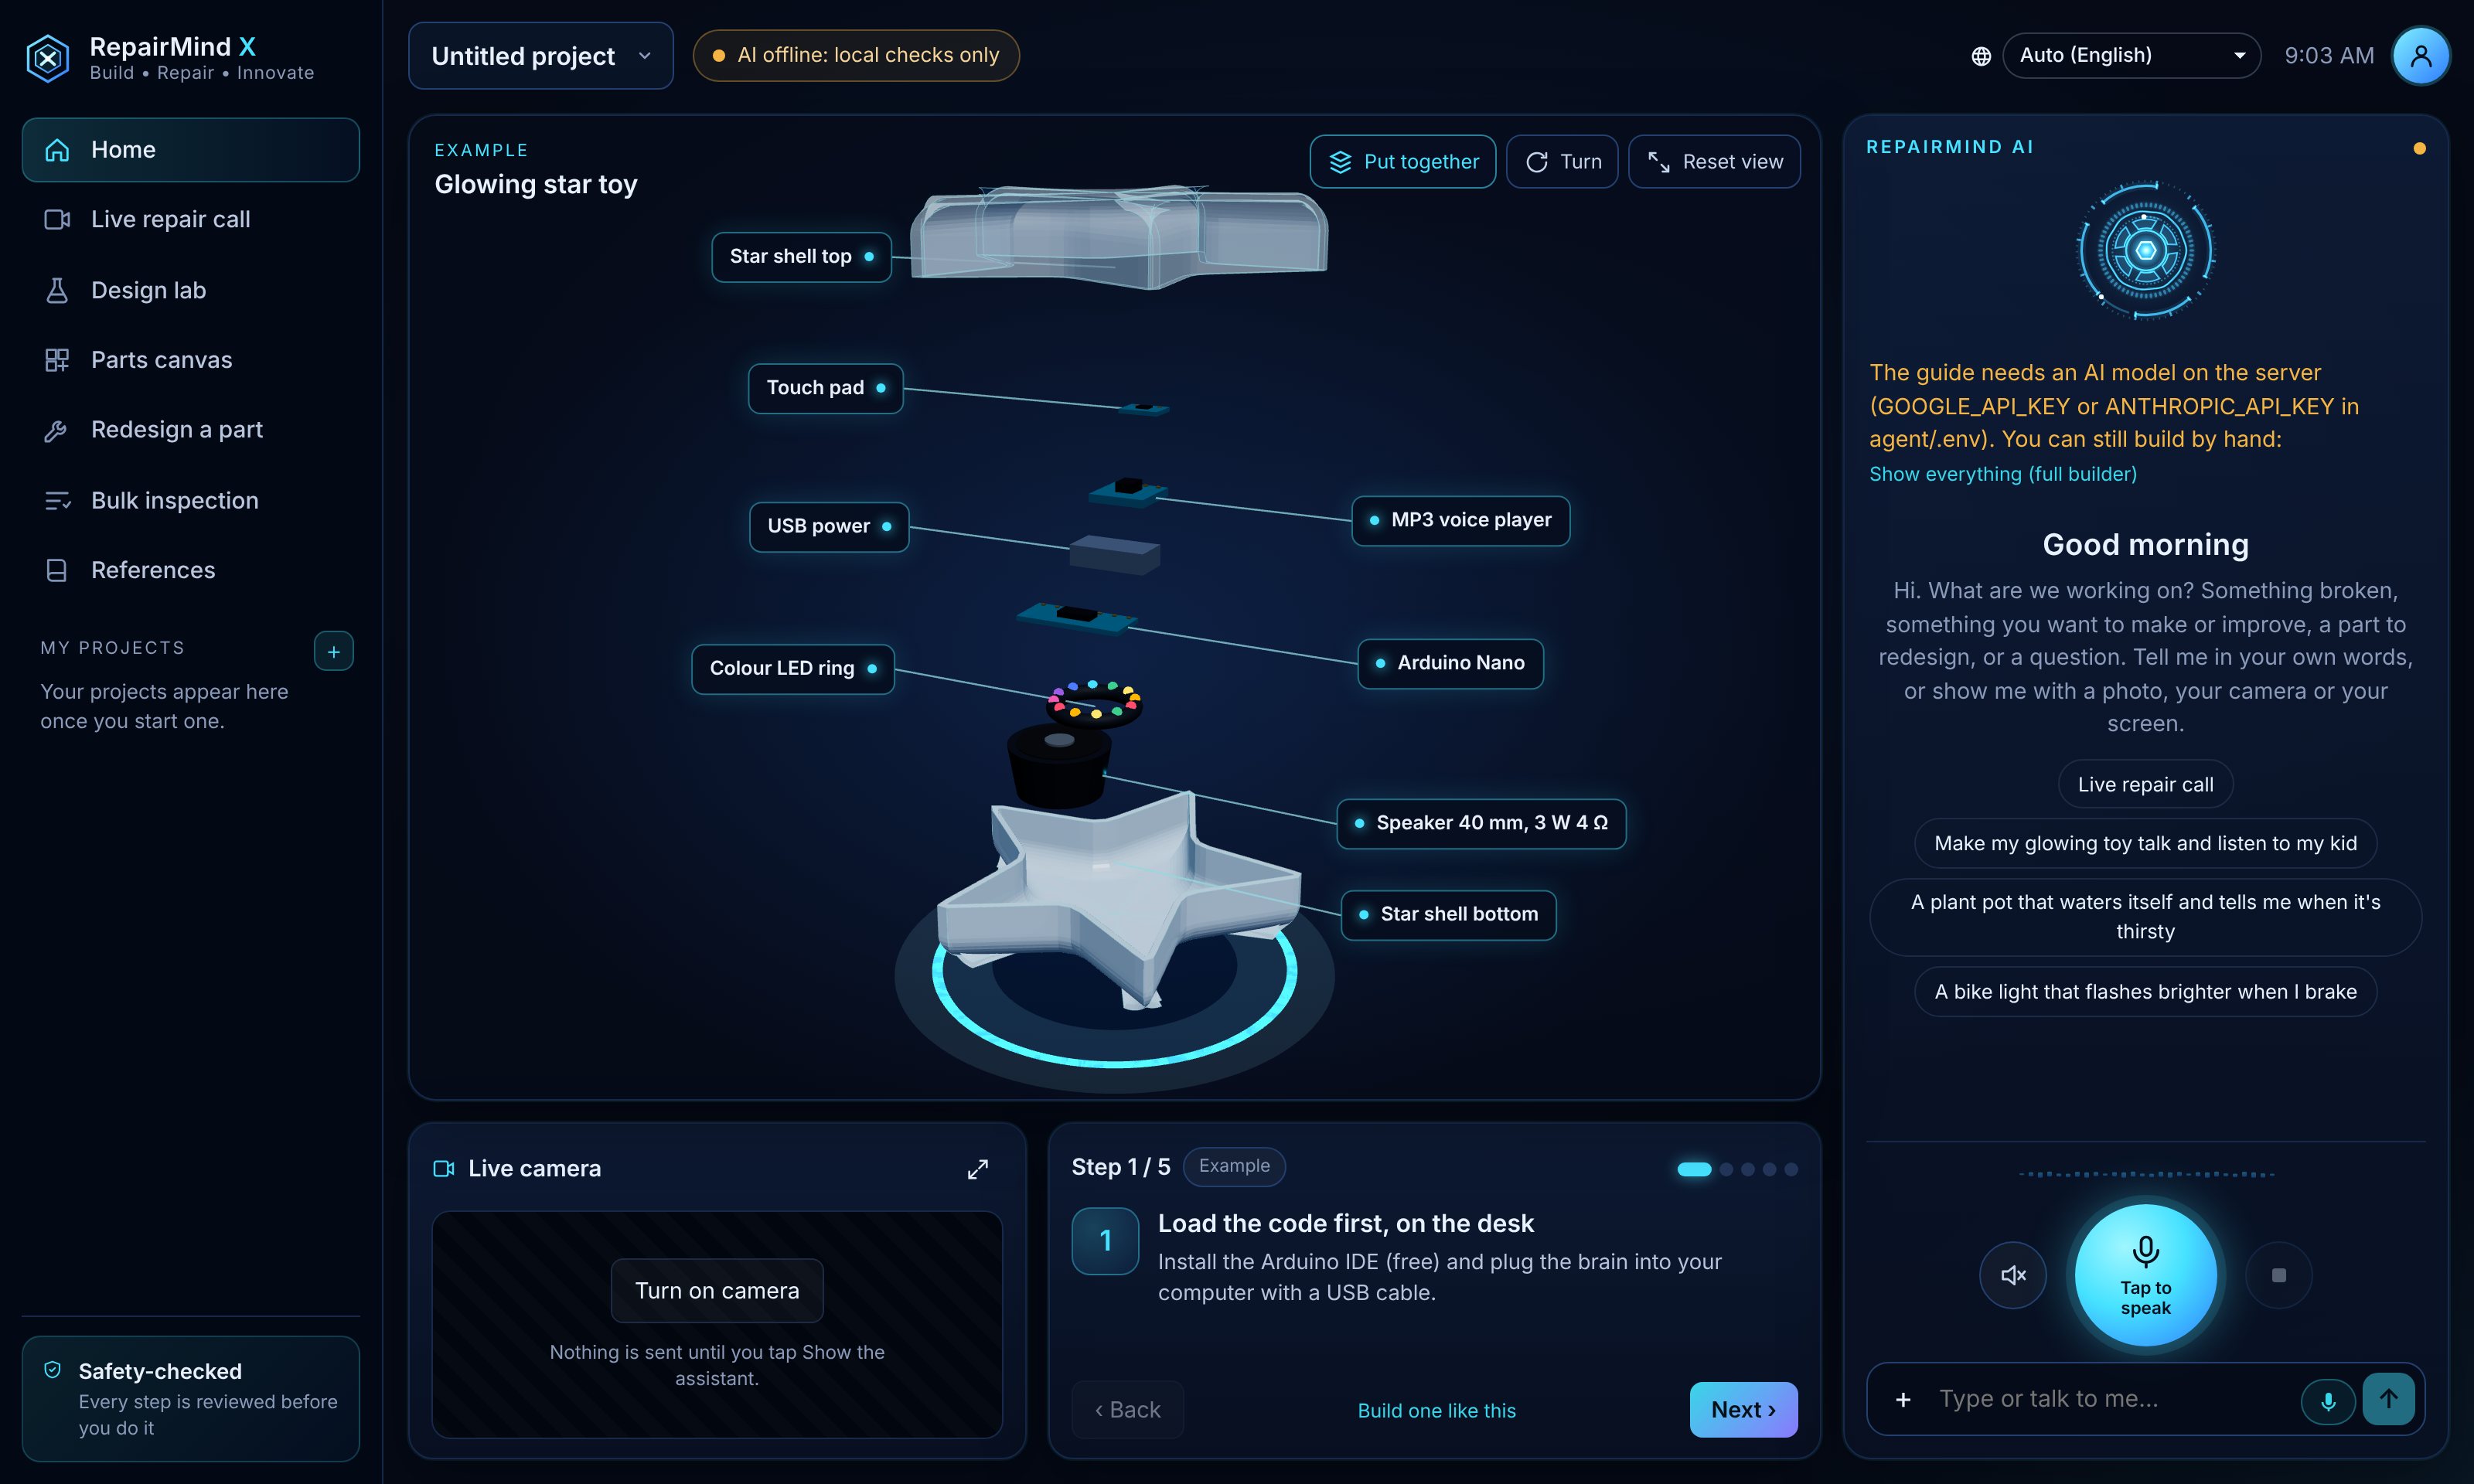 RepairMind X
Build • Repair • Innovate
Home
Live repair call
Design lab
Parts canvas
Redesign a part
Bulk inspection
References
MY PROJECTS
+
Your projects appear here
once you start one.
Safety-checked
Every step is reviewed before
you do it
Untitled project
AI offline: local checks only
Auto (English)
9:03 AM
EXAMPLE
Glowing star toy
Put together
Turn
Reset view
Star shell top
Touch pad
USB power
MP3 voice player
Arduino Nano
Colour LED ring
Speaker 40 mm, 3 W 4 Ω
Star shell bottom
Live camera
Turn on camera
Nothing is sent until you tap Show the
assistant.
Step 1 / 5
Example
1
Load the code first, on the desk
Install the Arduino IDE (free) and plug the brain into your
computer with a USB cable.
‹ Back
Build one like this
Next ›
REPAIRMIND AI
The guide needs an AI model on the server
(GOOGLE_API_KEY or ANTHROPIC_API_KEY in
agent/.env). You can still build by hand:
Show everything (full builder)
Good morning
Hi. What are we working on? Something broken,
something you want to make or improve, a part to
redesign, or a question. Tell me in your own words,
or show me with a photo, your camera or your
screen.
Live repair call
Make my glowing toy talk and listen to my kid
A plant pot that waters itself and tells me when it's
thirsty
A bike light that flashes brighter when I brake
Tap to
speak
+
Type or talk to me...